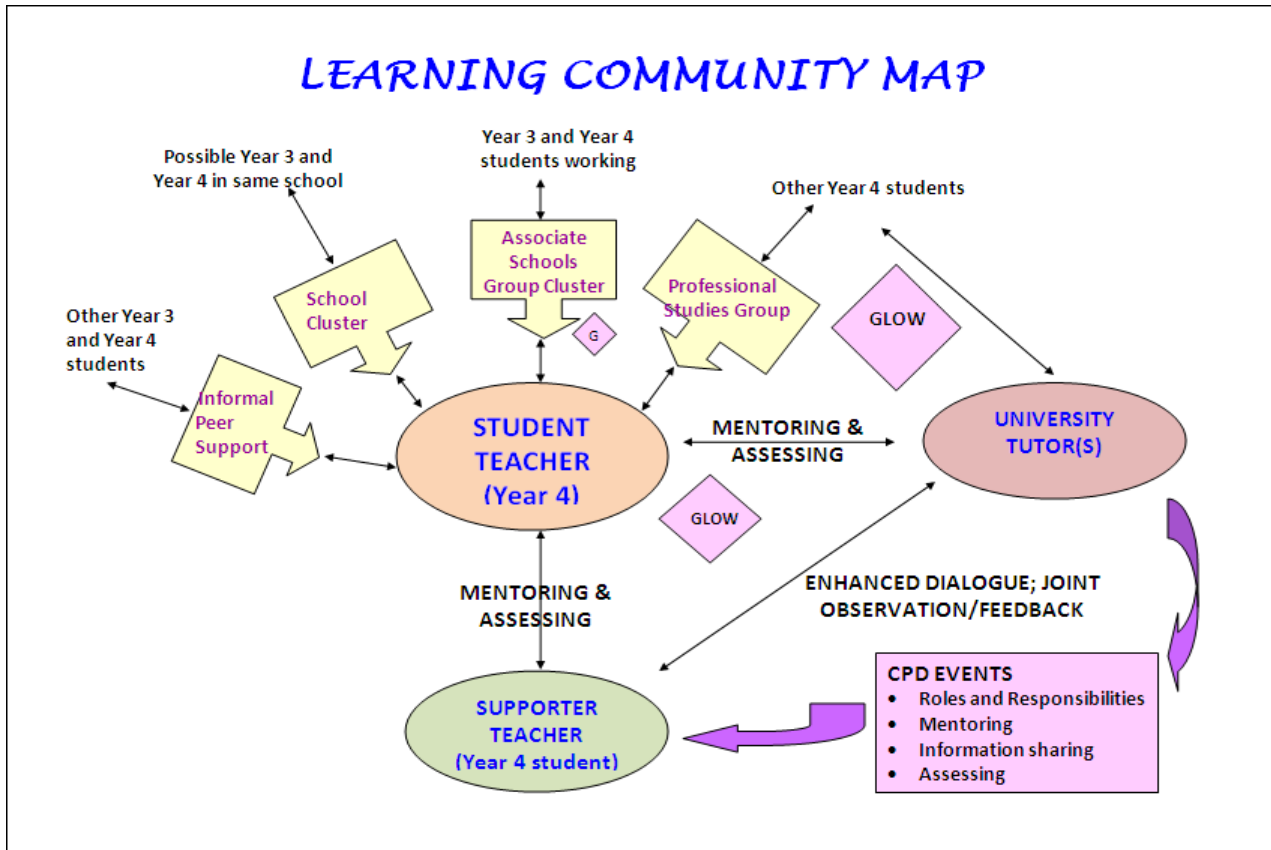 LEARNING COMMUNITY MAP
Possible Year 3 and
Year 4 in same school
Year 3 and Year 4
students working
Other Year 4 students
Other Year 3
and Year 4
students
Informal
Peer
Support
School
Cluster
Associate
Schools
Group Cluster
G
Professional
Studies Group
GLOW
STUDENT
TEACHER
(Year 4)
MENTORING &
ASSESSING
UNIVERSITY
TUTOR(S)
GLOW
MENTORING &
ASSESSING
ENHANCED DIALOGUE; JOINT
OBSERVATION/FEEDBACK
SUPPORTER
TEACHER
(Year 4 student)
CPD EVENTS
• Roles and Responsibilities
• Mentoring
• Information sharing
• Assessing